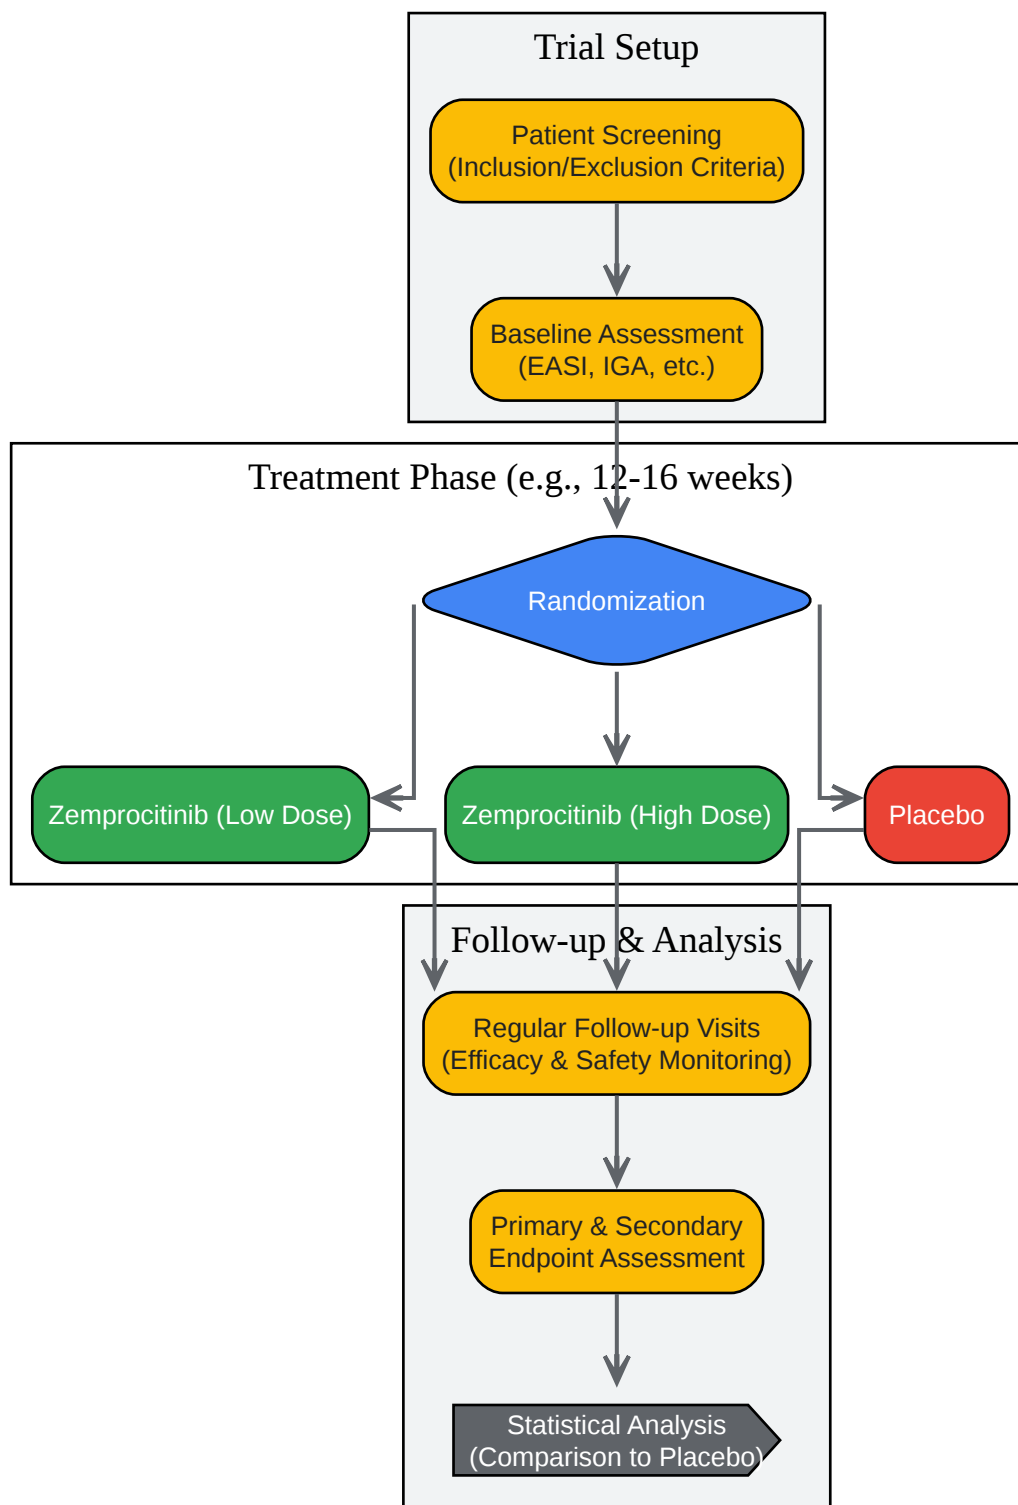 Trial Setup
Patient Screening
(Inclusion/Exclusion Criteria)
Baseline Assessment
(EASI, IGA, etc.)
Treatment Phase (e.g., 12-16 weeks)
Randomization
Zemprocitinib (Low Dose)
Zemprocitinib (High Dose)
Placebo
Follow-up & Analysis
Regular Follow-up Visits
(Efficacy & Safety Monitoring)
Primary & Secondary
Endpoint Assessment
Statistical Analysis
(Comparison to Placebo)